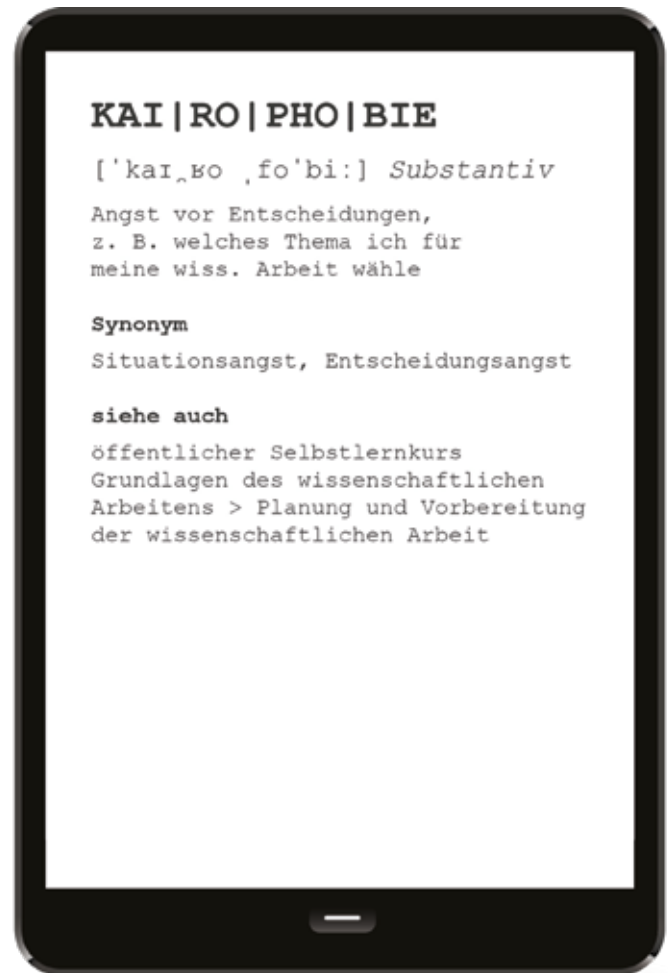 KAI|RO|PHO|BIE
[ˈkaɪ̯ʁo ˌfoˈbiː] Substantiv
Angst vor Entscheidungen,
z. B. welches Thema ich für
meine wiss. Arbeit wähle
Synonym
Situationsangst, Entscheidungsangst
siehe auch
öffentlicher Selbstlernkurs
Grundlagen des wissenschaftlichen
Arbeitens > Planung und Vorbereitung
der wissenschaftlichen Arbeit